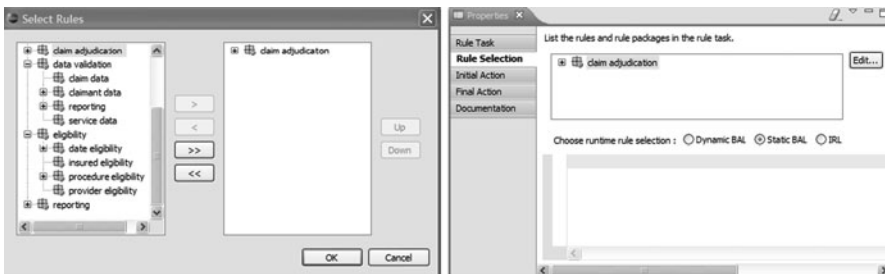 Select Rules
claim adjudication
data validation
claim data
claimant data
reporting
service data
eligibility
date eligibility
insured eligibility
procedure eligibility
provider eligibility
reporting
>
<
>>
<<
claim adjudicaton
Up
Down
OK
Cancel
Properties
Rule Task
Rule Selection
Initial Action
Final Action
Documentation
List the rules and rule packages in the rule task.
claim adjudication
Edit...
Choose runtime rule selection : Dynamic BAL Static BAL IRL